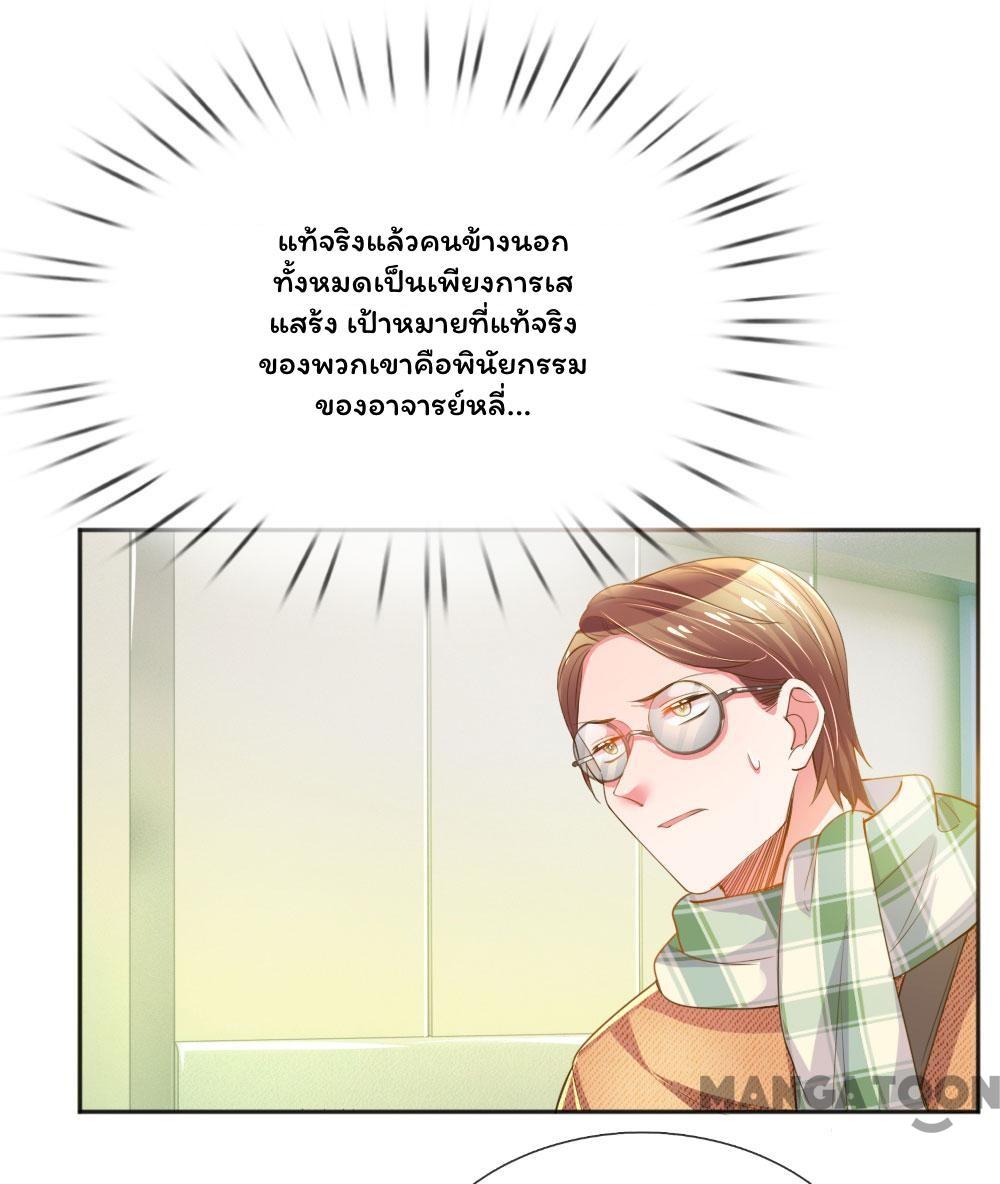 แท้จริงแล้วคนข้างนอก
ทั้งหมดเป็นเพียงการเส
แสร้ง เป้าหมายที่แท้จริง
ของพวกเขาคือพินัยกรรม
ของอาจารย์หลี่...
MANGATOON